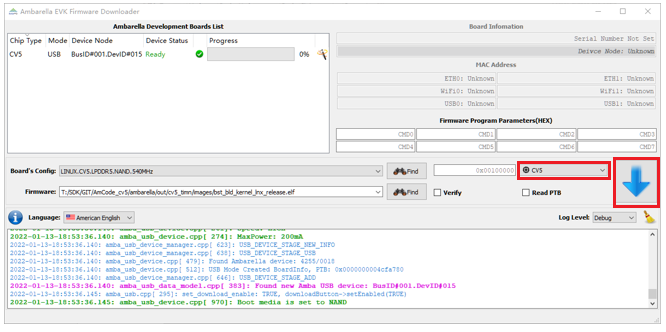 Ambarella EVK Firmware Downloader
Ambarella Development Boards List
Chip Type Mode Device Node Device Status Progress
CV5 USB BusID#001.DevID#015 Ready 0%
Board Infomation
Serial Number Not Set
Deivce Node: Unknown
MAC Address
ETH0: Unknown ETH1: Unknown
WiFi0: Unknown WiFi1: Unknown
USB0: Unknown USB1: Unknown
Firmware Program Parameters(HEX)
CMD0 CMD1 CMD2 CMD3
CMD4 CMD5 CMD6 CMD7
Board's Config: LINUX.CV5.LPDDR5.NAND.540MHz Find 0x00100000 CV5
Firmware: T:/SDK/GIT/AmCode_cv5/ambarella/out/cv5_timn/images/bst_bld_kernel_lnx_release.elf Find Verify Read PTB
Language: American English Log Level: Debug
2022-01-13-18:53:36.140: amba_usb_device.cpp[ 274]: MaxPower: 200mA
2022-01-13-18:53:36.140: amba_usb_device_manager.cpp[ 623]: USB_DEVICE_STAGE_NEW_INFO
2022-01-13-18:53:36.140: amba_usb_device_manager.cpp[ 638]: USB_DEVICE_STAGE_USB
2022-01-13-18:53:36.140: amba_usb_device.cpp[ 479]: Found Ambarella device: 4255/0018
2022-01-13-18:53:36.140: amba_usb_device.cpp[ 512]: USB Mode Created BoardInfo, PTB: 0x0000000004cfa780
2022-01-13-18:53:36.140: amba_usb_device_manager.cpp[ 646]: USB_DEVICE_STAGE_ADD
2022-01-13-18:53:36.140: amba_usb_data_model.cpp[ 383]: Found new Amba USB device: BusID#001.DevID#015
2022-01-13-18:53:36.145: amba_usb.cpp[ 295]: set_download_enable: TRUE, downloadButton->setEnabled(TRUE)
2022-01-13-18:53:36.145: amba_usb_device.cpp[ 970]: Boot media is set to NAND